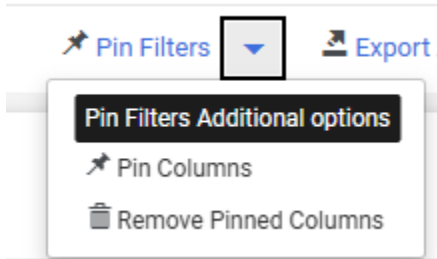 Pin Filters Export
Pin Filters Additional options
Pin Columns
Remove Pinned Columns